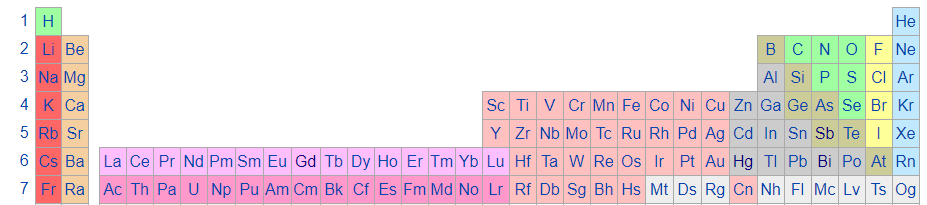 1 H He
2 Li Be B C N O F Ne
3 Na Mg Al Si P S Cl Ar
4 K Ca Sc Ti V Cr Mn Fe Co Ni Cu Zn Ga Ge As Se Br Kr
5 Rb Sr Y Zr Nb Mo Tc Ru Rh Pd Ag Cd In Sn Sb Te I Xe
6 Cs Ba La Ce Pr Nd Pm Sm Eu Gd Tb Dy Ho Er Tm Yb Lu Hf Ta W Re Os Ir Pt Au Hg Tl Pb Bi Po At Rn
7 Fr Ra Ac Th Pa U Np Pu Am Cm Bk Cf Es Fm Md No Lr Rf Db Sg Bh Hs Mt Ds Rg Cn Nh Fl Mc Lv Ts Og